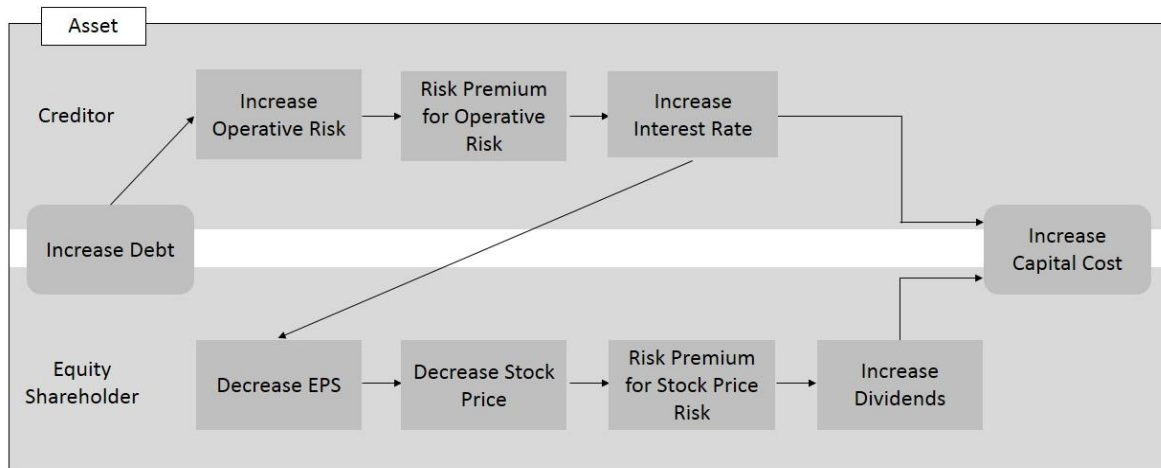 Asset
Creditor
Increase
Operative Risk
Risk Premium
for Operative
Risk
Increase
Interest Rate
Increase Debt
Increase
Capital Cost
Equity
Shareholder
Decrease EPS
Decrease Stock
Price
Risk Premium
for Stock Price
Risk
Increase
Dividends